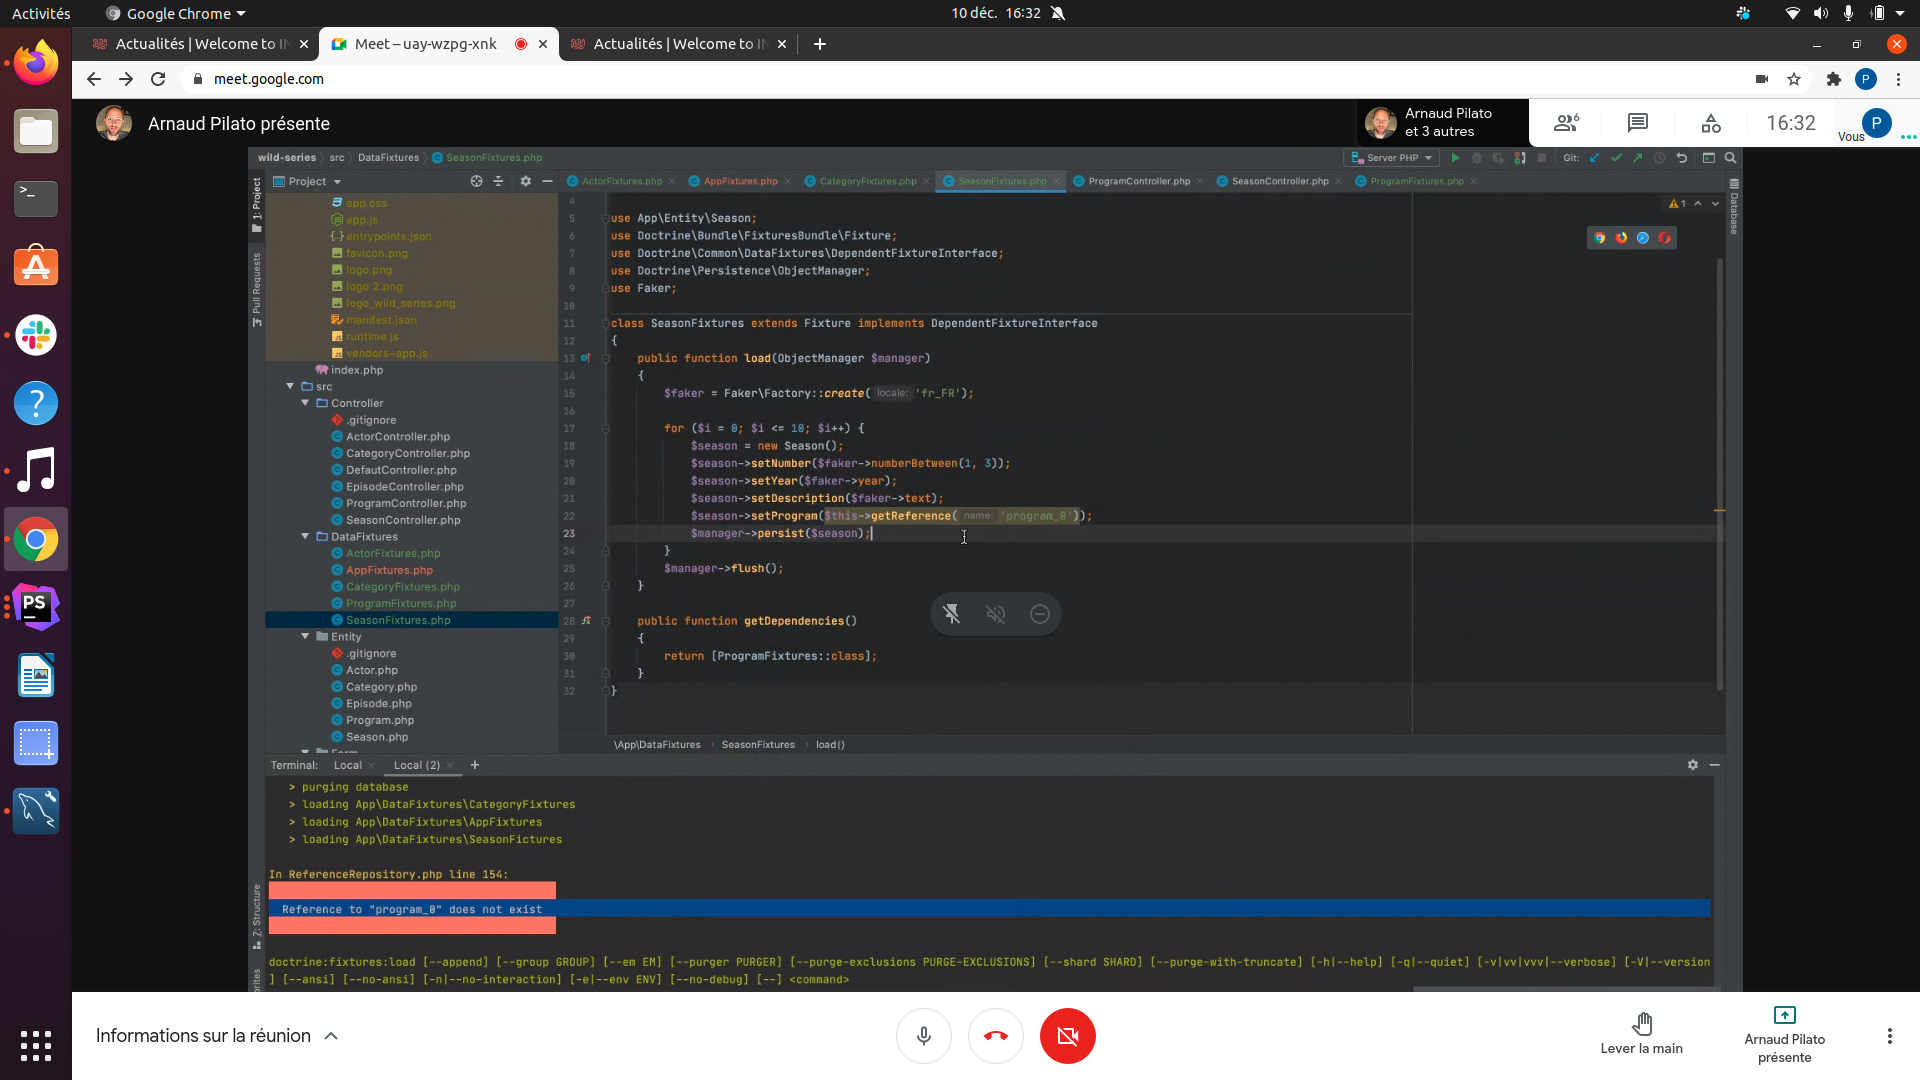 Activités
Google Chrome
10 déc. 16:32
Actualités | Welcome to IN
Meet – uay-wzpg-xnk
Actualités | Welcome to IN
meet.google.com
P
Arnaud Pilato présente
Arnaud Pilato
et 3 autres
6
16:32
Vous
P
wild-series
src
DataFixtures
SeasonFixtures.php
Server PHP
Git:
1: Project
Project
ActorFixtures.php
AppFixtures.php
CategoryFixtures.php
SeasonFixtures.php
ProgramController.php
SeasonController.php
ProgramFixtures.php
Database
Pull Requests
app.css
app.js
entrypoints.json
favicon.png
logo.png
logo 2.png
logo_wild_series.png
manifest.json
runtime.js
vendors~app.js
index.php
src
Controller
.gitignore
ActorController.php
CategoryController.php
DefautController.php
EpisodeController.php
ProgramController.php
SeasonController.php
DataFixtures
ActorFixtures.php
AppFixtures.php
CategoryFixtures.php
ProgramFixtures.php
SeasonFixtures.php
Entity
.gitignore
Actor.php
Category.php
Episode.php
Program.php
Season.php
1
4
5 use App\Entity\Season;
6 use Doctrine\Bundle\FixturesBundle\Fixture;
7 use Doctrine\Common\DataFixtures\DependentFixtureInterface;
8 use Doctrine\Persistence\ObjectManager;
9 use Faker;
10
11 class SeasonFixtures extends Fixture implements DependentFixtureInterface
12 {
13 public function load(ObjectManager $manager)
14 {
15 $faker = Faker\Factory::create( locale: 'fr_FR');
16
17 for ($i = 0; $i <= 10; $i++) {
18 $season = new Season();
19 $season->setNumber($faker->numberBetween(1, 3));
20 $season->setYear($faker->year);
21 $season->setDescription($faker->text);
22 $season->setProgram($this->getReference( name: 'program_0'));
23 $manager->persist($season);
24 }
25 $manager->flush();
26 }
27
28 public function getDependencies()
29 {
30 return [ProgramFixtures::class];
31 }
32 }
\App\DataFixtures
SeasonFixtures
load()
Terminal:
Local
Local (2)
> purging database
> loading App\DataFixtures\CategoryFixtures
> loading App\DataFixtures\AppFixtures
> loading App\DataFixtures\SeasonFictures
In ReferenceRepository.php line 154:
Reference to "program_0" does not exist
doctrine:fixtures:load [--append] [--group GROUP] [--em EM] [--purger PURGER] [--purge-exclusions PURGE-EXCLUSIONS] [--shard SHARD] [--purge-with-truncate] [-h|--help] [-q|--quiet] [-v|vv|vvv|--verbose] [-V|--version
] [--ansi] [--no-ansi] [-n|--no-interaction] [-e|--env ENV] [--no-debug] [--] <command>
Z: Structure
Informations sur la réunion
Lever la main
Arnaud Pilato
présente
PS